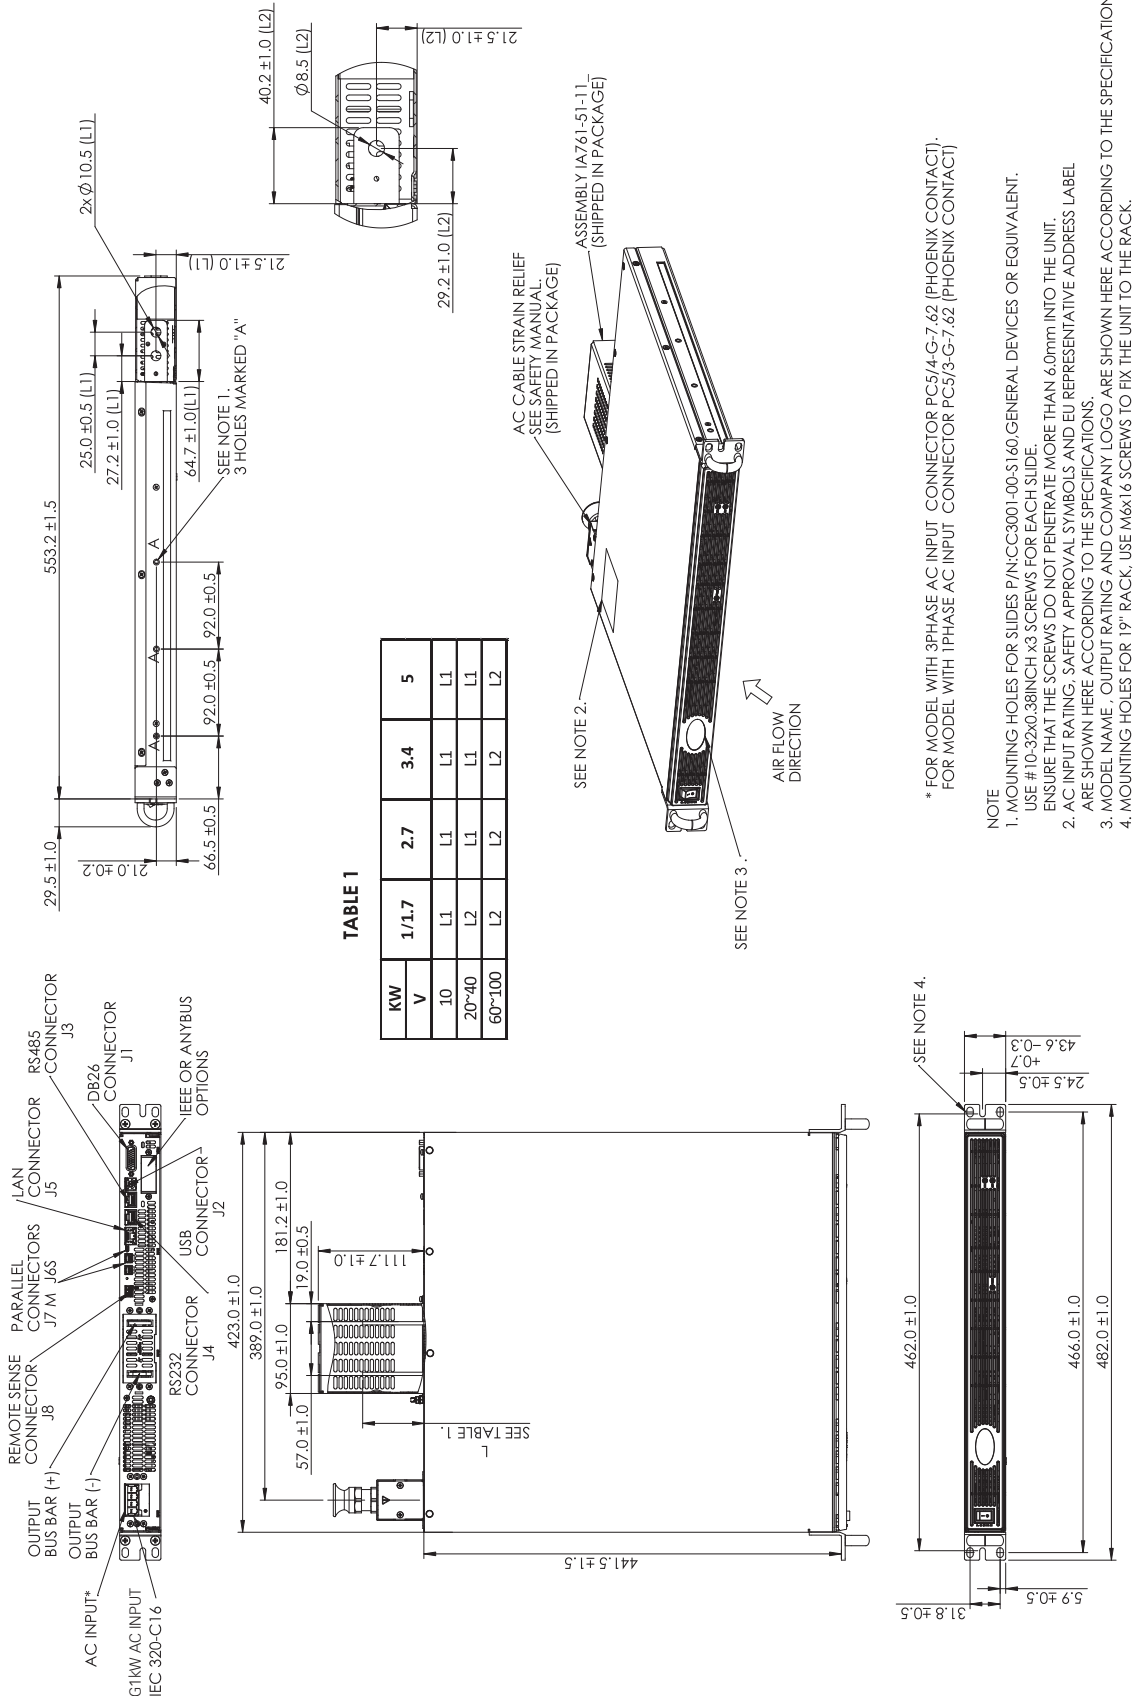 REMOTE SENSE
CONNECTOR
J8
PARALLEL
CONNECTORS
J7 M  J6S
LAN
CONNECTOR
J5
RS485
CONNECTOR
J3
DB26
CONNECTOR
J1
IEEE OR ANYBUS
OPTIONS
USB
CONNECTOR
J2
RS232
CONNECTOR
J4
OUTPUT
BUS BAR (+)
OUTPUT
BUS BAR (-)
AC INPUT*
G1kW AC INPUT
IEC 320-C16
29.5 ±1.0
553.2 ±1.5
21.0 ±0.2
66.5 ±0.5
92.0 ±0.5
92.0 ±0.5
A
A
A
25.0 ±0.5 (L1)
27.2 ±1.0 (L1)
64.7 ±1.0(L1)
2x Ø10.5 (L1)
21.5 ±1.0 (L1)
SEE NOTE 1.
3 HOLES MARKED "A"
40.2 ±1.0 (L2)
Ø8.5 (L2)
21.5 ±1.0 (L2)
29.2 ±1.0 (L2)
423.0 ±1.0
389.0 ±1.0
181.2 ±1.0
95.0 ±1.0
19.0 ±0.5
57.0 ±1.0
111.7 ±1.0
L
SEE TABLE 1.
441.5 ±1.5
TABLE 1
KW 1/1.7 2.7 3.4 5
V
10 L1 L1 L1 L1
20~40 L2 L1 L1 L1
60~100 L2 L2 L2 L2
AC CABLE STRAIN RELIEF
SEE SAFETY MANUAL.
(SHIPPED IN PACKAGE)
ASSEMBLY IA761-51-11_
(SHIPPED IN PACKAGE)
SEE NOTE 2.
SEE NOTE 3 .
AIR FLOW
DIRECTION
SEE NOTE 4.
462.0 ±1.0
466.0 ±1.0
482.0 ±1.0
24.5 ±0.5
+0.7
43.6 -0.3
31.8 ±0.5
5.9 ±0.5
* FOR MODEL WITH 3PHASE AC INPUT CONNECTOR PC5/4-G-7.62 (PHOENIX CONTACT).
FOR MODEL WITH 1PHASE AC INPUT CONNECTOR PC5/3-G-7.62 (PHOENIX CONTACT)
NOTE
1. MOUNTING HOLES FOR SLIDES P/N:CC3001-00-S160,GENERAL DEVICES OR EQUIVALENT.
USE #10-32x0.38INCH x3 SCREWS FOR EACH SLIDE.
ENSURE THAT THE SCREWS DO NOT PENETRATE MORE THAN 6.0mm INTO THE UNIT.
2. AC INPUT RATING, SAFETY APPROVAL SYMBOLS AND EU REPRESENTATIVE ADDRESS LABEL
ARE SHOWN HERE ACCORDING TO THE SPECIFICATIONS.
3. MODEL NAME , OUTPUT RATING AND COMPANY LOGO ARE SHOWN HERE ACCORDING TO THE SPECIFICATION
4. MOUNTING HOLES FOR 19" RACK, USE M6x16 SCREWS TO FIX THE UNIT TO THE RACK.